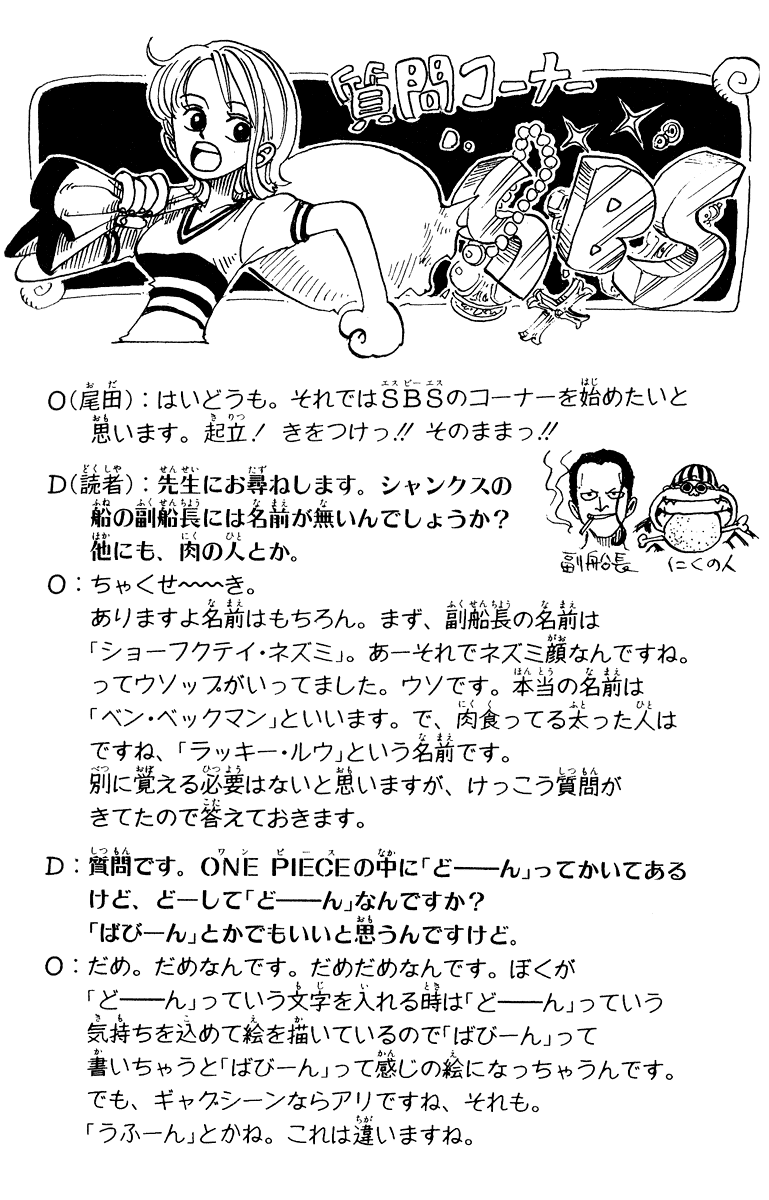 質問コーナー
SBS
O(尾田):はいどうも。それではSBSのコーナーを始めたいと
思います。起立! きをつけっ!! そのままっ!!
D(読者):先生にお尋ねします。シャンクスの
船の副船長には名前が無いんでしょうか?
他にも、肉の人とか。
副船長
にくの人
O:ちゃくせ〜〜〜き。
ありますよ名前はもちろん。まず、副船長の名前は
「ショーフクテイ・ネズミ」。あーそれでネズミ顔なんですね。
ってウソップがいってました。ウソです。本当の名前は
「ベン・ベックマン」といいます。で、肉食ってる太った人は
ですね、「ラッキー・ルウ」という名前です。
別に覚える必要はないと思いますが、けっこう質問が
きてたので答えておきます。
D:質問です。ONE PIECEの中に「ど――ん」ってかいてある
けど、どーして「ど――ん」なんですか?
「ばびーん」とかでもいいと思うんですけど。
O:だめ。だめなんです。だめだめなんです。ぼくが
「ど――ん」っていう文字を入れる時は「ど――ん」っていう
気持ちを込めて絵を描いているので「ばびーん」って
書いちゃうと「ばびーん」って感じの絵になっちゃうんです。
でも、ギャグシーンならアリですね、それも。
「うふーん」とかね。これは違いますね。